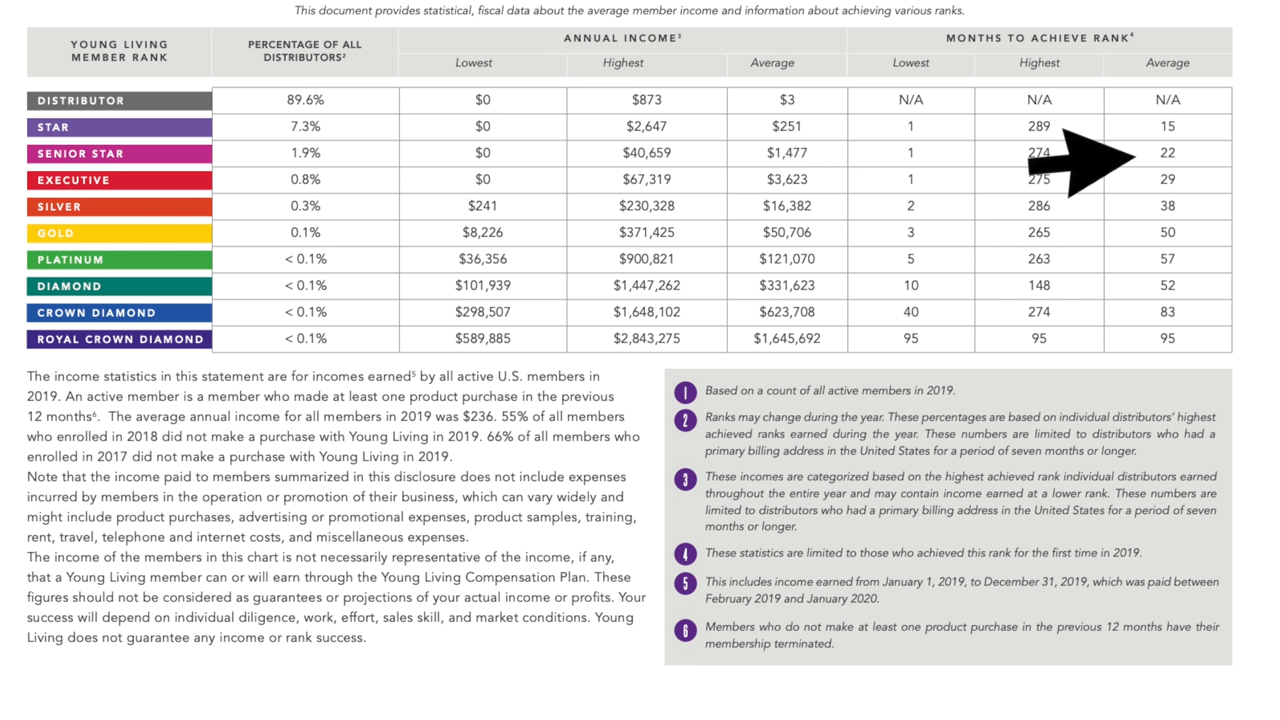 This document provides statistical, fiscal data about the average member income and information about achieving various ranks.
YOUNG LIVING MEMBER RANK PERCENTAGE OF ALL DISTRIBUTORS² ANNUAL INCOME³ MONTHS TO ACHIEVE RANK⁴
Lowest Highest Average Lowest Highest Average
DISTRIBUTOR 89.6% $0 $873 $3 N/A N/A N/A
STAR 7.3% $0 $2,647 $251 1 289 15
SENIOR STAR 1.9% $0 $40,659 $1,477 1 274 22
EXECUTIVE 0.8% $0 $67,319 $3,623 1 275 29
SILVER 0.3% $241 $230,328 $16,382 2 286 38
GOLD 0.1% $8,226 $371,425 $50,706 3 265 50
PLATINUM < 0.1% $36,356 $900,821 $121,070 5 263 57
DIAMOND < 0.1% $101,939 $1,447,262 $331,623 10 148 52
CROWN DIAMOND < 0.1% $298,507 $1,648,102 $623,708 40 274 83
ROYAL CROWN DIAMOND < 0.1% $589,885 $2,843,275 $1,645,692 95 95 95
The income statistics in this statement are for incomes earned⁵ by all active U.S. members in
2019. An active member is a member who made at least one product purchase in the previous
12 months⁶. The average annual income for all members in 2019 was $236. 55% of all members
who enrolled in 2018 did not make a purchase with Young Living in 2019. 66% of all members who
enrolled in 2017 did not make a purchase with Young Living in 2019.
Note that the income paid to members summarized in this disclosure does not include expenses
incurred by members in the operation or promotion of their business, which can vary widely and
might include product purchases, advertising or promotional expenses, product samples, training,
rent, travel, telephone and internet costs, and miscellaneous expenses.
The income of the members in this chart is not necessarily representative of the income, if any,
that a Young Living member can or will earn through the Young Living Compensation Plan. These
figures should not be considered as guarantees or projections of your actual income or profits. Your
success will depend on individual diligence, work, effort, sales skill, and market conditions. Young
Living does not guarantee any income or rank success.
1 Based on a count of all active members in 2019.
2 Ranks may change during the year. These percentages are based on individual distributors' highest
achieved ranks earned during the year. These numbers are limited to distributors who had a
primary billing address in the United States for a period of seven months or longer.
3 These incomes are categorized based on the highest achieved rank individual distributors earned
throughout the entire year and may contain income earned at a lower rank. These numbers are
limited to distributors who had a primary billing address in the United States for a period of seven
months or longer.
4 These statistics are limited to those who achieved this rank for the first time in 2019.
5 This includes income earned from January 1, 2019, to December 31, 2019, which was paid between
February 2019 and January 2020.
6 Members who do not make at least one product purchase in the previous 12 months have their
membership terminated.